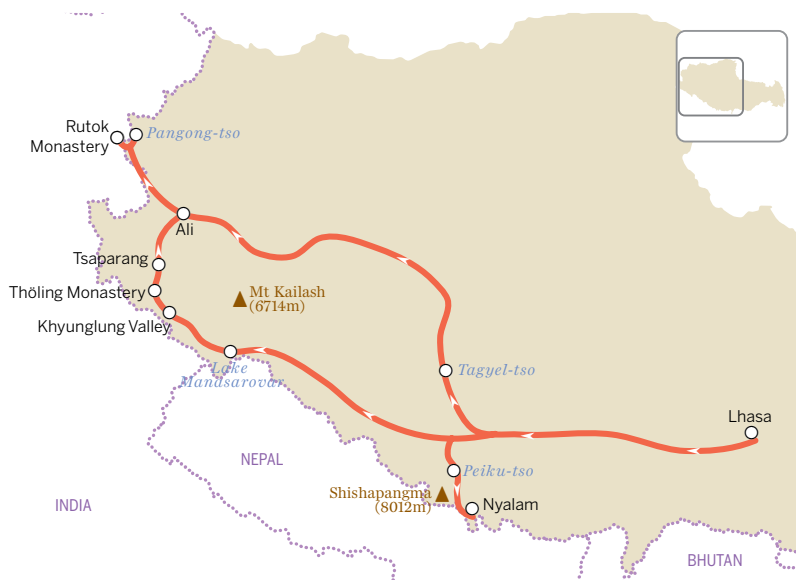 Rutok
Monastery
Pangong-tso
Ali
Tsaparang
Thöling Monastery
Mt Kailash
(6714m)
Khyunglung Valley
Lake
Manasarovar
Tagyel-tso
Lhasa
NEPAL
Peiku-tso
Shishapangma
(8012m)
Nyalam
INDIA
BHUTAN